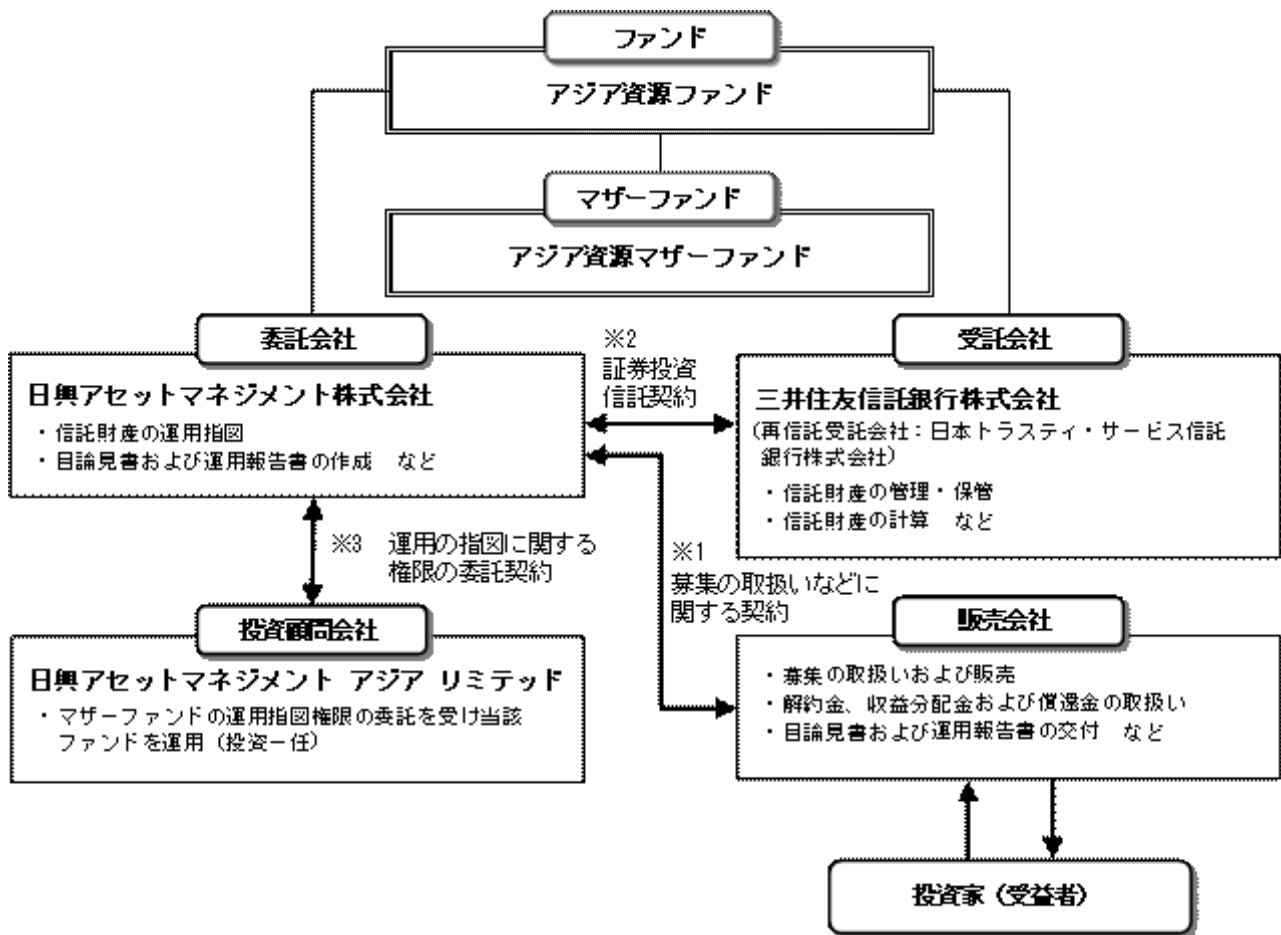 ファンド
アジア資源ファンド
マザーファンド
アジア資源マザーファンド
委託会社
日興アセットマネジメント株式会社
・信託財産の運用指図
・目論見書および運用報告書の作成 など
※2
証券投資
信託契約
受託会社
三井住友信託銀行株式会社
（再信託受託会社：日本トラスティ・サービス信託
銀行株式会社）
・信託財産の管理・保管
・信託財産の計算 など
※3 運用の指図に関する
権限の委託契約
※1
募集の取扱いなどに
関する契約
投資顧問会社
日興アセットマネジメント アジア リミテッド
・マザーファンドの運用指図権限の委託を受け当該
ファンドを運用（投資一任）
販売会社
・募集の取扱いおよび販売
・解約金、収益分配金および償還金の取扱い
・目論見書および運用報告書の交付 など
投資家（受益者）